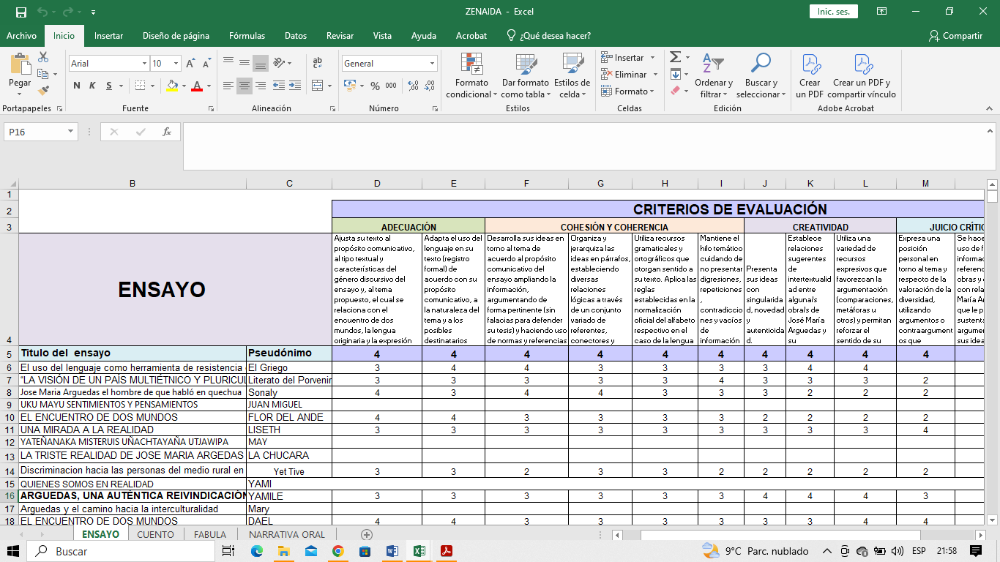 ZENAIDA - Excel
Inic. ses.
Archivo Inicio Insertar Diseño de página Fórmulas Datos Revisar Vista Ayuda Acrobat ¿Qué desea hacer? Compartir
Pegar
Arial 10
General
N K S
% 000
Formato condicional
Dar formato como tabla
Estilos de celda
Insertar
Eliminar
Formato
Ordenar y filtrar
Buscar y seleccionar
Crear un PDF
Crear un PDF y compartir vínculo
Portapapeles Fuente Alineación Número Estilos Celdas Edición Adobe Acrobat
P16 fx
B C D E F G H I J K L M
1
2 CRITERIOS DE EVALUACIÓN
3 ADECUACIÓN COHESIÓN Y COHERENCIA CREATIVIDAD JUICIO CRÍTIC
4 ENSAYO
Ajusta su texto al
propósito comunicativo,
al tipo textual y
características del
género discursivo del
ensayo y, al tema
propuesto, el cual se
relaciona con el
encuentro de dos
mundos, la lengua
originaria y la expresión
Adapta el uso del
lenguaje en su
texto (registro
formal) de
acuerdo con su
propósito
comunicativo, a
la naturaleza del
tema y a los
posibles
destinatarios
Desarrolla sus ideas en
torno al tema de
acuerdo al propósito
comunicativo del
ensayo ampliando la
información,
argumentando de
forma pertinente (sin
falacias para defender
su tesis) y haciendo uso
de normas y referencias
Organiza y
jerarquiza las
ideas en párrafos,
estableciendo
diversas
relaciones
lógicas a través
de un conjunto
variado de
referentes,
conectores y
Utiliza recursos
gramaticales y
ortográficos que
otorgan sentido a
su texto. Aplica las
reglas
establecidas en la
normalización
oficial del alfabeto
respectivo en el
caso de la lengua
Mantiene el
hilo temático
cuidando de
no presentar
digresiones,
repeticiones
,
contradiccio
nes y vacíos
de
información
Presenta
sus ideas
con
singularida
d, novedad
y
autenticida
d.
Establece
relaciones
sugerentes
de
intertextualid
ad entre
alguna/s
obra/s de
José María
Arguedas y
su
Utiliza una
variedad de
recursos
expresivos que
favorezcan la
argumentación
(comparaciones,
metáforas u
otros) y permitan
reforzar el
sentido de su
Expresa una
posición
personal en
torno al tema y
respecto de la
valoración de la
diversidad,
utilizando
argumentos o
contraargument
os que
Se hace
uso de f
informac
referenc
obras y
con rela
María Ar
que le p
sustenta
argumen
sus idea
5 Título del ensayo Pseudónimo 4 4 4 4 4 4 4 4 4 4
6 El uso del lenguaje como herramienta de resistencia El Griego 3 4 4 3 3 3 3 4 4
7 "LA VISIÓN DE UN PAÍS MULTIÉTNICO Y PLURICUL Literato del Porvenir 3 3 3 3 3 4 3 3 3 2
8 Jose Maria Arguedas el hombre de que habló en quechua Sonaly 4 3 4 4 3 3 3 2 2 2
9 UKU MAYU SENTIMIENTOS Y PENSAMIENTOS JUAN MIGUEL
10 EL ENCUENTRO DE DOS MUNDOS FLOR DEL ANDE 4 4 3 3 3 3 2 2 2 2
11 UNA MIRADA A LA REALIDAD LISETH 3 3 3 3 3 3 3 3 3 4
12 YATEÑANAKA MISTERUIS UÑACHTAYAÑA UTJAWIPA MAY
13 LA TRISTE REALIDAD DE JOSE MARIA ARGEDAS LA CHUCARA
14 Discriminacion hacia las personas del medio rural en Yet Tive 3 3 2 3 3 2 2 2 2 2
15 QUIENES SOMOS EN REALIDAD YAMI
16 ARGUEDAS, UNA AUTÉNTICA REIVINDICACIÓN YAMILE 3 3 3 3 3 3 4 4 4 3
17 Arguedas y el camino hacia la interculturalidad Mary
18 EL ENCUENTRO DE DOS MUNDOS DAEL 4 4 3 3 3 3 3 3 4 4
ENSAYO CUENTO FABULA NARRATIVA ORAL
Buscar
9°C Parc. nublado ESP 21:58